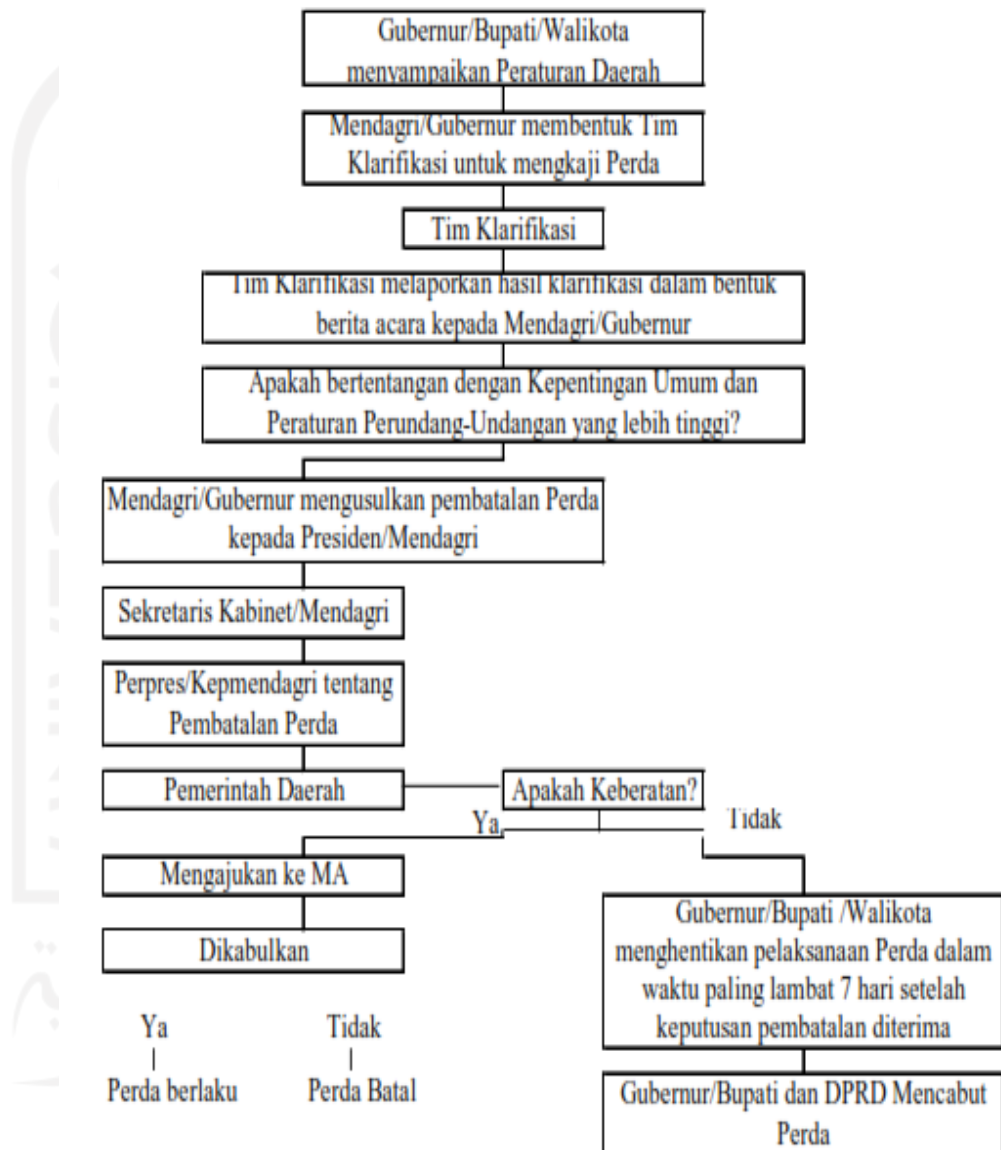 Gubernur/Bupati/Walikota
menyampaikan Peraturan Daerah
Mendagri/Gubernur membentuk Tim
Klarifikasi untuk mengkaji Perda
Tim Klarifikasi
Tim Klarifikasi melaporkan hasil klarifikasi dalam bentuk
berita acara kepada Mendagri/Gubernur
Apakah bertentangan dengan Kepentingan Umum dan
Peraturan Perundang-Undangan yang lebih tinggi?
Mendagri/Gubernur mengusulkan pembatalan Perda
kepada Presiden/Mendagri
Sekretaris Kabinet/Mendagri
Perpres/Kepmendagri tentang
Pembatalan Perda
Pemerintah Daerah
Apakah Keberatan?
Ya
Tidak
Mengajukan ke MA
Dikabulkan
Ya
Tidak
Perda berlaku
Perda Batal
Gubernur/Bupati /Walikota
menghentikan pelaksanaan Perda dalam
waktu paling lambat 7 hari setelah
keputusan pembatalan diterima
Gubernur/Bupati dan DPRD Mencabut
Perda